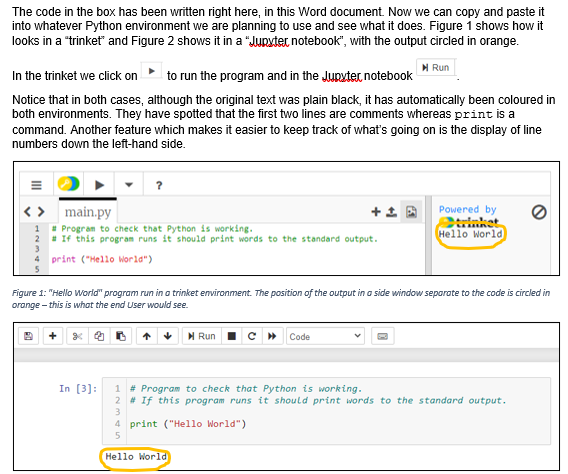 The code in the box has been written right here, in this Word document. Now we can copy and paste it
into whatever Python environment we are planning to use and see what it does. Figure 1 shows how it
looks in a "trinket" and Figure 2 shows it in a "Jupyter notebook", with the output circled in orange.
In the trinket we click on to run the program and in the Jupyter notebook Run .
Notice that in both cases, although the original text was plain black, it has automatically been coloured in
both environments. They have spotted that the first two lines are comments whereas print is a
command. Another feature which makes it easier to keep track of what's going on is the display of line
numbers down the left-hand side.
?
< > main.py +
Powered by
trinket
Hello World
1 # Program to check that Python is working.
2 # If this program runs it should print words to the standard output.
3
4 print ("Hello World")
5
Figure 1: "Hello World" program run in a trinket environment. The position of the output in a side window separate to the code is circled in
orange – this is what the end User would see.
Run Code
In [3]:
1 # Program to check that Python is working.
2 # If this program runs it should print words to the standard output.
3
4 print ("Hello World")
5
Hello World